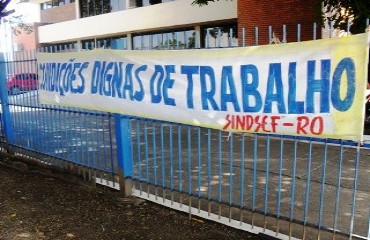 CONDIÇÕES DIGNAS DE TRABALHO
SINDSEF-RO